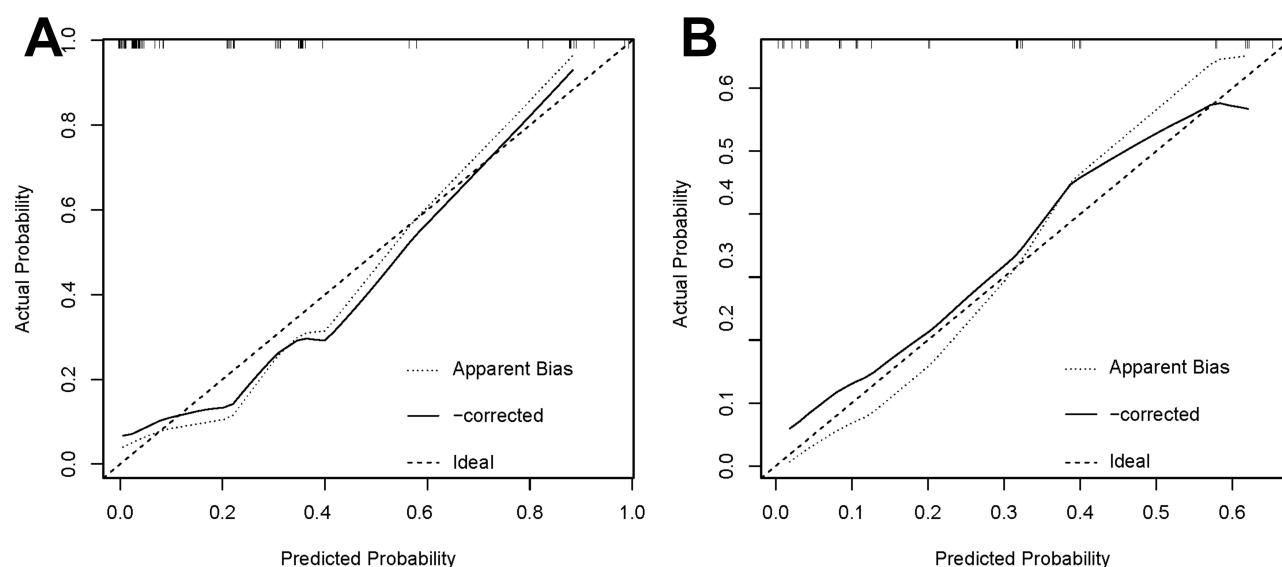 A
1.0
0.8
0.6
0.4
0.2
0.0
Actual Probability
Apparent Bias
−corrected
Ideal
0.0 0.2 0.4 0.6 0.8 1.0
Predicted Probability
B
0.6
0.5
0.4
0.3
0.2
0.1
0.0
Actual Probability
Apparent Bias
−corrected
Ideal
0.0 0.1 0.2 0.3 0.4 0.5 0.6
Predicted Probability